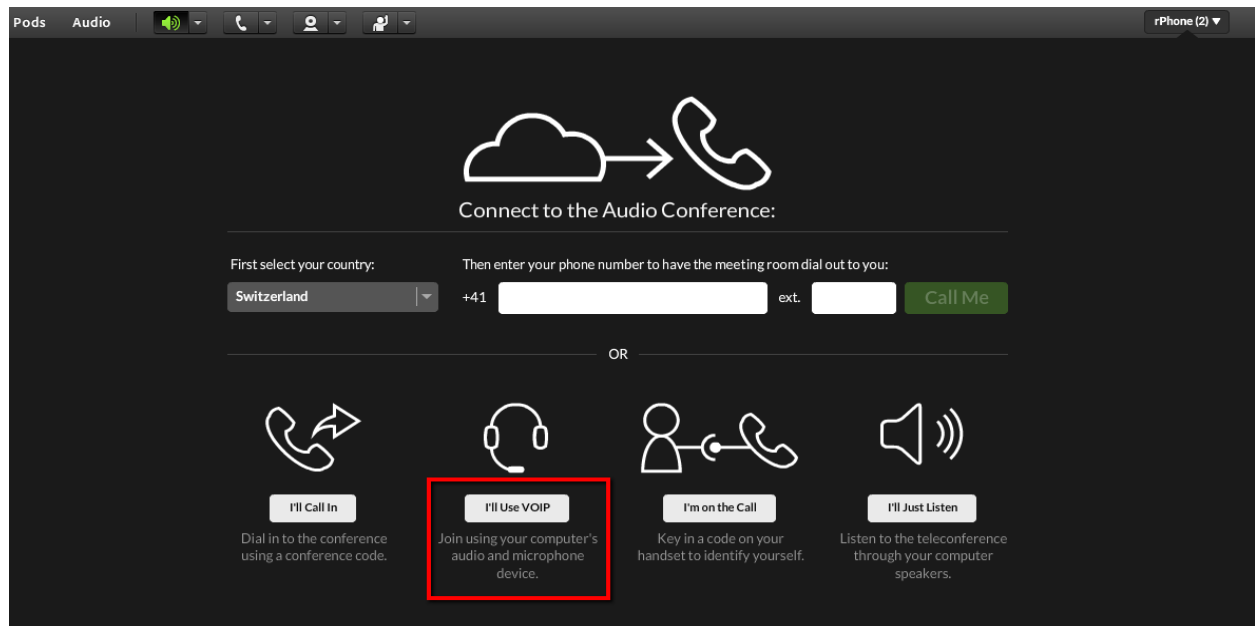 Pods Audio rPhone (2) ▼
Connect to the Audio Conference:
First select your country: Then enter your phone number to have the meeting room dial out to you:
Switzerland +41 ext. Call Me
OR
I'll Call In I'll Use VOIP I'm on the Call I'll Just Listen
Dial in to the conference Join using your computer's Key in a code on your Listen to the teleconference
using a conference code. audio and microphone handset to identify yourself. through your computer
device. speakers.